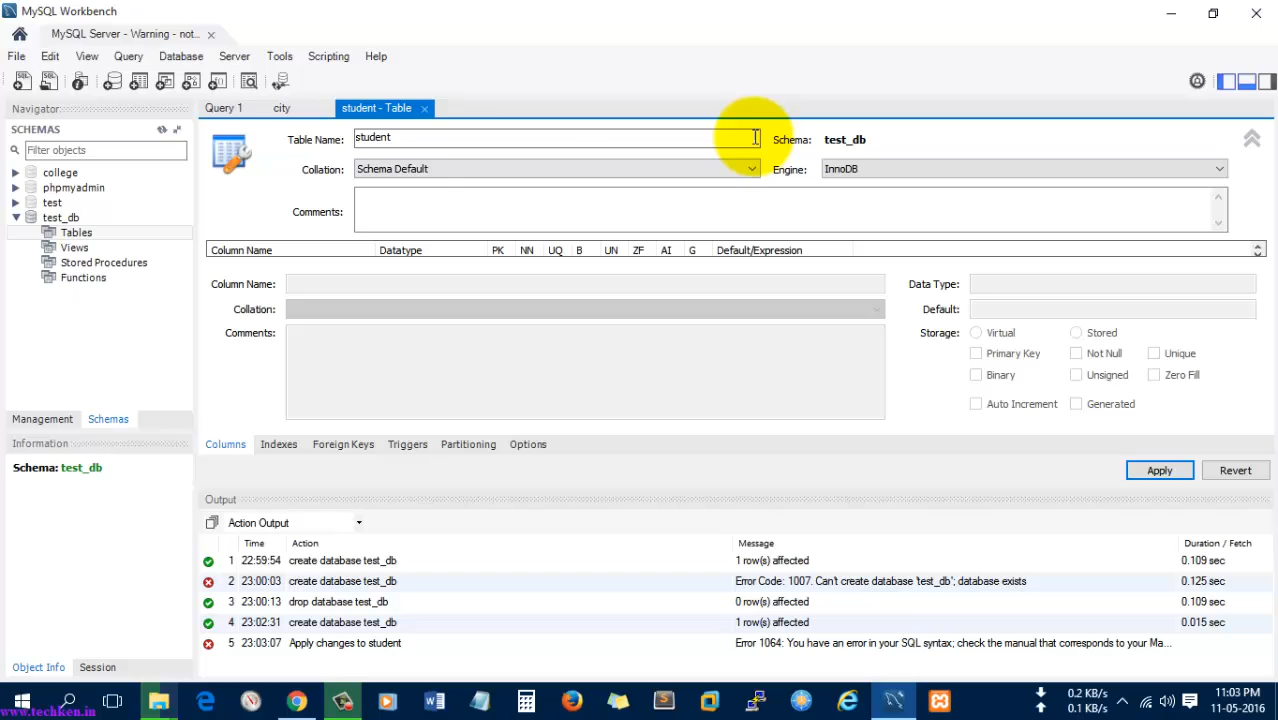 MySQL Workbench
MySQL Server - Warning - not...
File Edit View Query Database Server Tools Scripting Help
Navigator
SCHEMAS
Filter objects
college
phpmyadmin
test
test_db
Tables
Views
Stored Procedures
Functions
Management Schemas
Information
Schema: test_db
Object Info Session
Query 1 city student - Table
Table Name: student Schema: test_db
Collation: Schema Default Engine: InnoDB
Comments:
Column Name Datatype PK NN UQ B UN ZF AI G Default/Expression
Column Name: Data Type:
Collation: Default:
Comments: Storage: Virtual Stored
Primary Key Not Null Unique
Binary Unsigned Zero Fill
Auto Increment Generated
Columns Indexes Foreign Keys Triggers Partitioning Options
Apply Revert
Output
Action Output
Time Action Message Duration / Fetch
1 22:59:54 create database test_db 1 row(s) affected 0.109 sec
2 23:00:03 create database test_db Error Code: 1007. Can't create database 'test_db'; database exists 0.125 sec
3 23:00:13 drop database test_db 0 row(s) affected 0.109 sec
4 23:02:31 create database test_db 1 row(s) affected 0.015 sec
5 23:03:07 Apply changes to student Error 1064: You have an error in your SQL syntax; check the manual that corresponds to your Ma...
www.techken.in
0.2 KB/s
0.1 KB/s
11:03 PM
11-05-2016